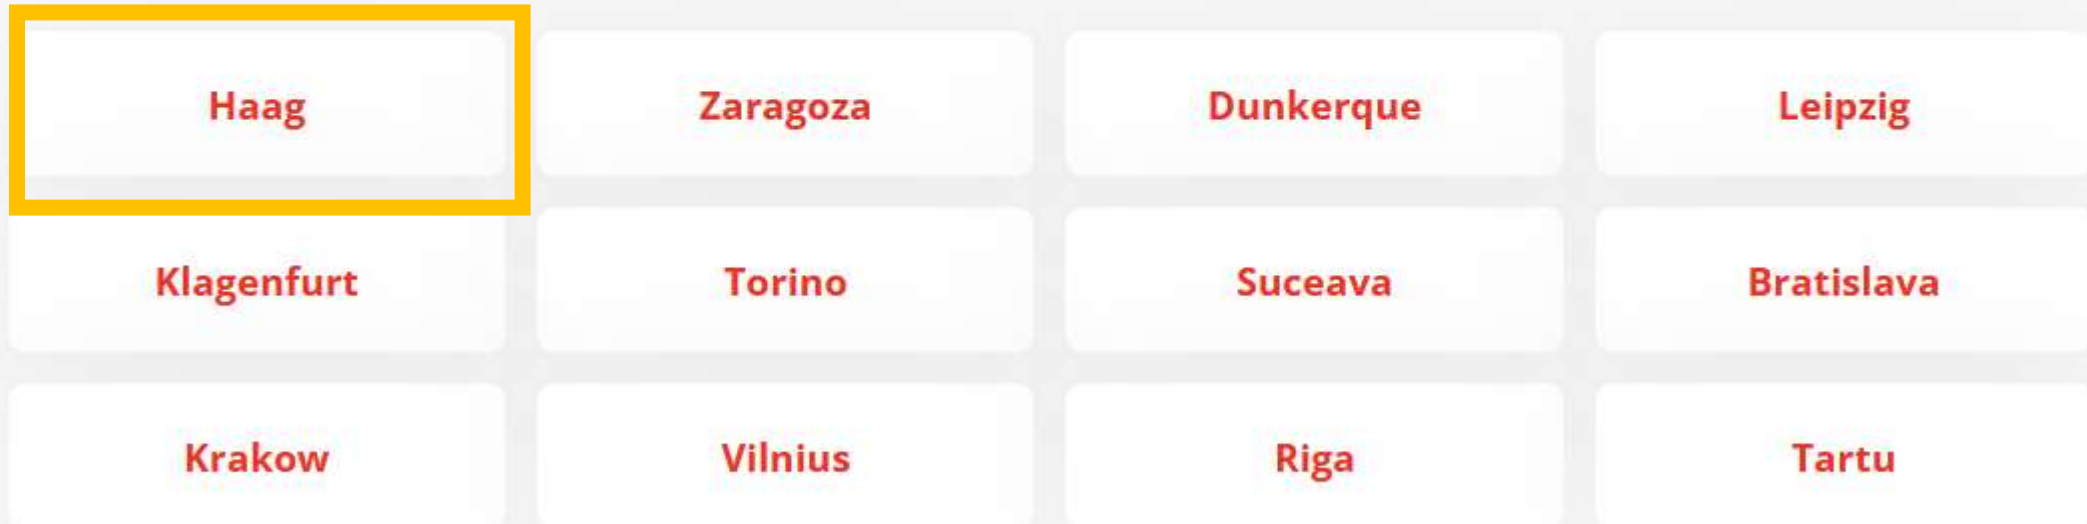 Haag
Zaragoza
Dunkerque
Leipzig
Klagenfurt
Torino
Suceava
Bratislava
Krakow
Vilnius
Riga
Tartu